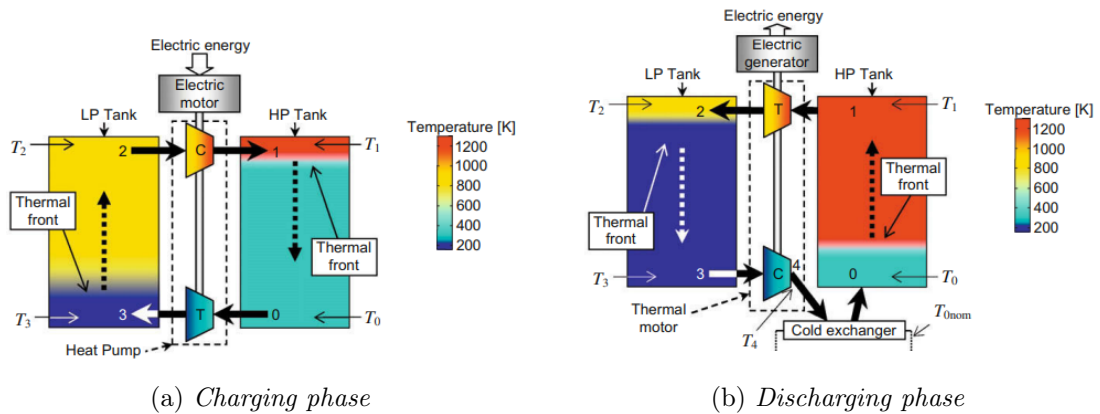 Electric energy
Electric
motor
LP Tank
HP Tank
T2
2
C
1
T1
Thermal
front
Thermal
front
T3
3
T
0
T0
Heat Pump
Temperature [K]
1200
1000
800
600
400
200
(a) Charging phase
Electric energy
Electric
generator
LP Tank
HP Tank
T2
2
T
1
T1
Thermal
front
Thermal
front
T3
3
C
4
0
T0
Thermal
motor
T4
Cold exchanger
T0nom
Temperature [K]
1200
1000
800
600
400
200
(b) Discharging phase